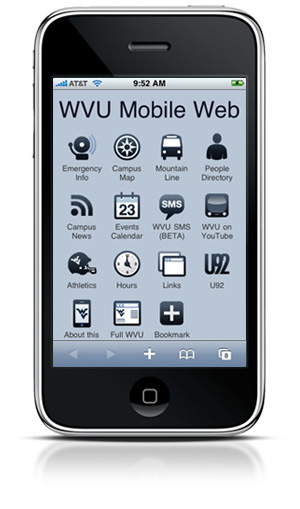 AT&T 9:52 AM
WVU Mobile Web
Emergency Info
Campus Map
Mountain Line
People Directory
23
SMS
Campus News
Events Calendar
WVU SMS (BETA)
WVU on YouTube
U92
Athletics
Hours
Links
U92
About this
Full WVU
Bookmark
8